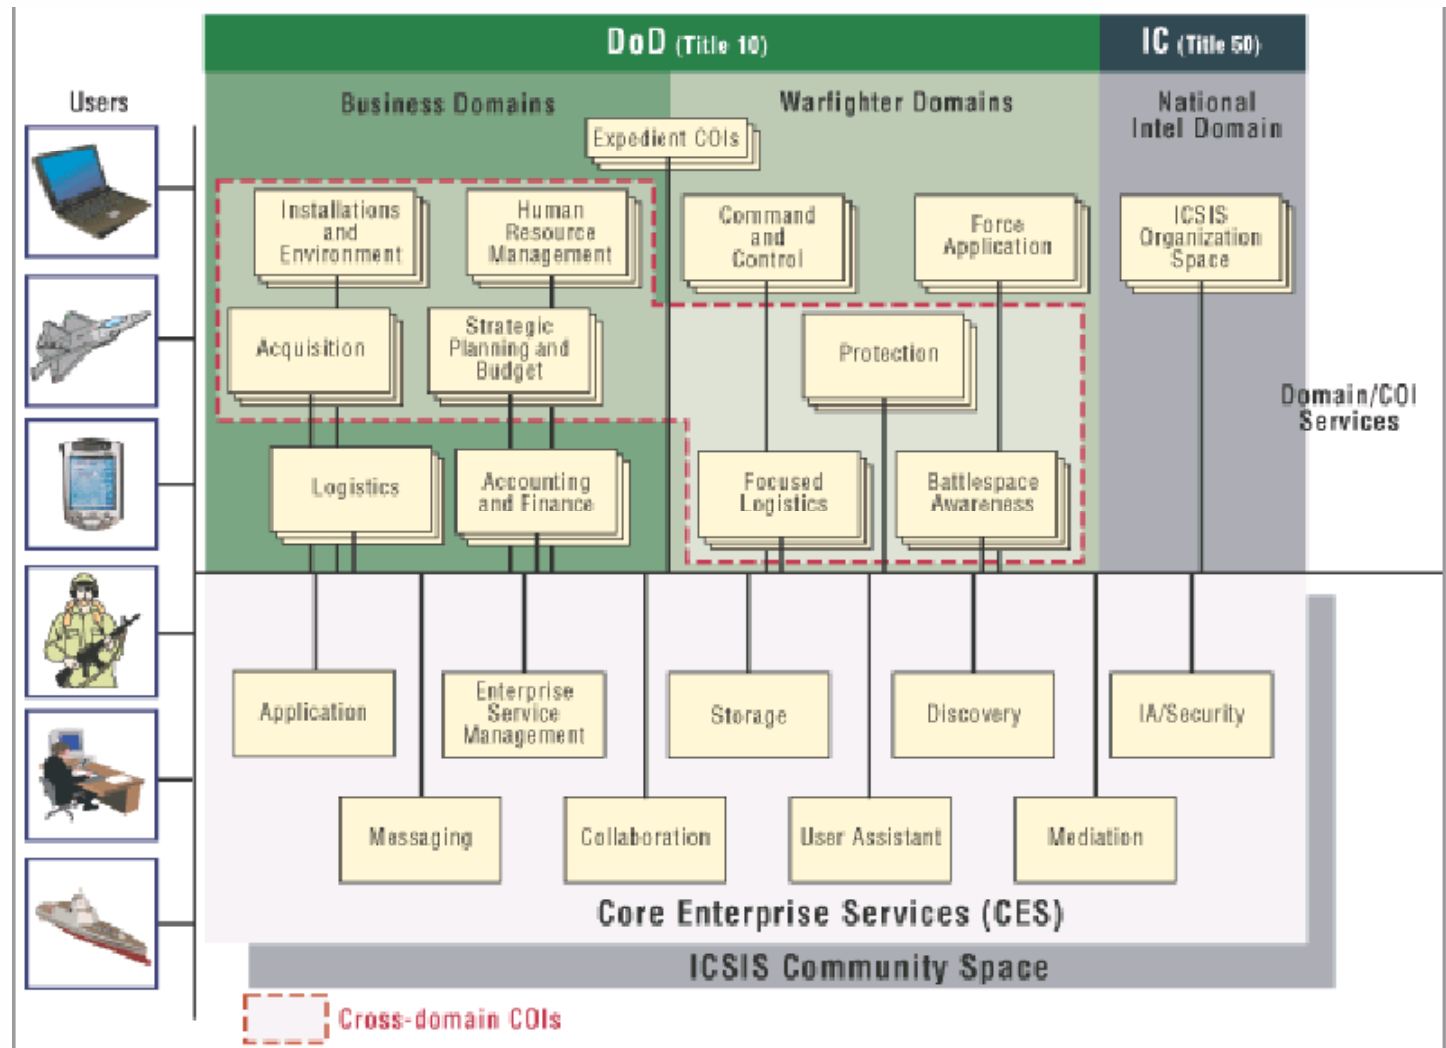 DoD (Title 10)
IC (Title 50)
Users
Business Domains
Warfighter Domains
National
Intel Domain
Expedient COIs
Installations
and
Environment
Human
Resource
Management
Command
and
Control
Force
Application
ICSIS
Organization
Space
Acquisition
Strategic
Planning and
Budget
Protection
Domain/COI
Services
Logistics
Accounting
and Finance
Focused
Logistics
Battlespace
Awareness
Application
Enterprise
Service
Management
Storage
Discovery
IA/Security
Messaging
Collaboration
User Assistant
Mediation
Core Enterprise Services (CES)
ICSIS Community Space
Cross-domain COIs